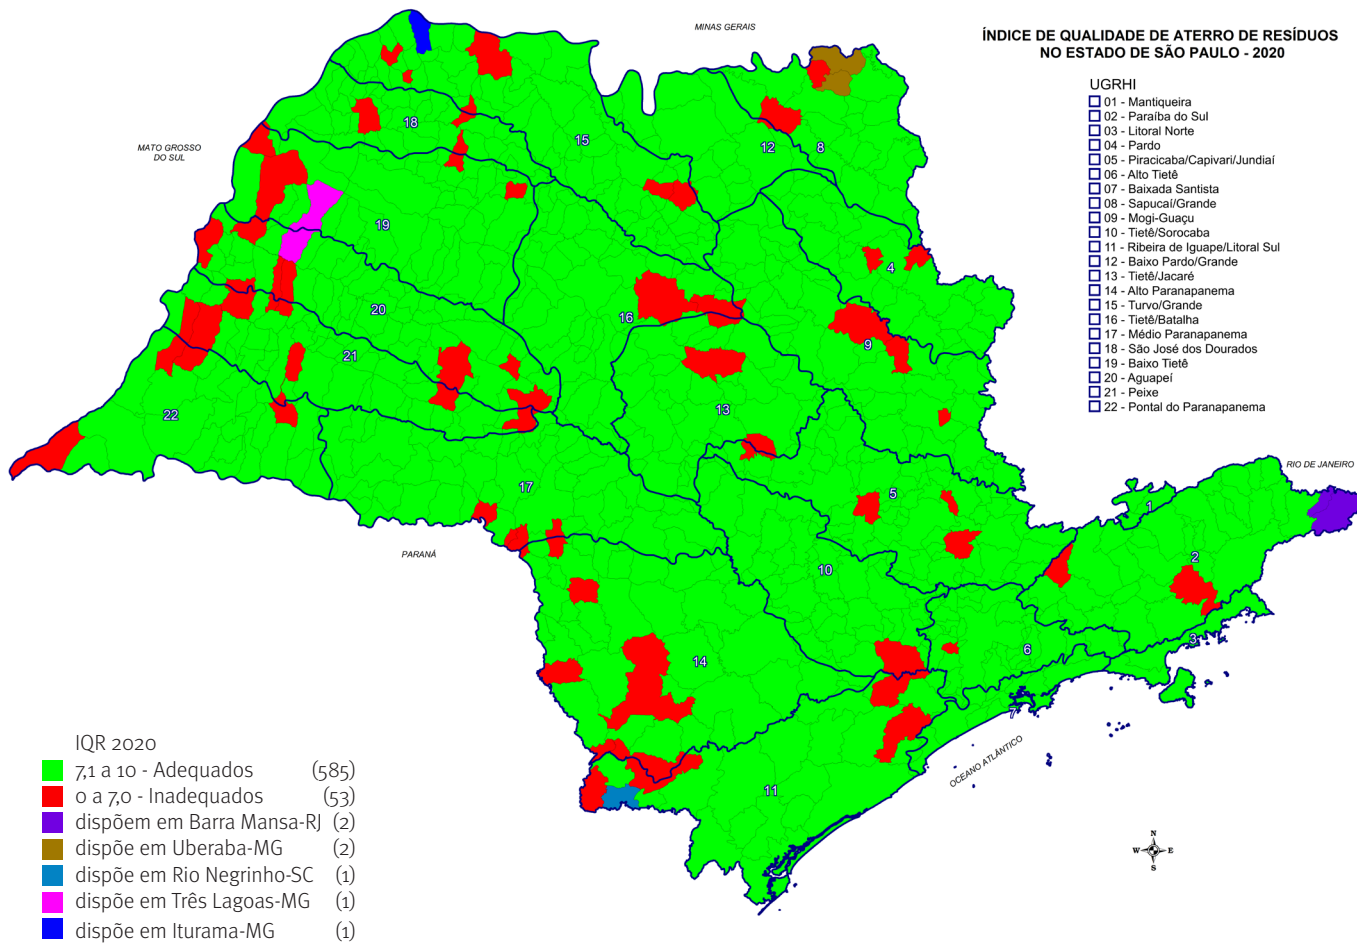 MINAS GERAIS
ÍNDICE DE QUALIDADE DE ATERRO DE RESÍDUOS
NO ESTADO DE SÃO PAULO - 2020
UGRHI
01 - Mantiqueira
02 - Paraíba do Sul
03 - Litoral Norte
04 - Pardo
05 - Piracicaba/Capivari/Jundiaí
06 - Alto Tietê
07 - Baixada Santista
08 - Sapucaí/Grande
09 - Mogi-Guaçu
10 - Tietê/Sorocaba
11 - Ribeira de Iguape/Litoral Sul
12 - Baixo Pardo/Grande
13 - Tietê/Jacaré
14 - Alto Paranapanema
15 - Turvo/Grande
16 - Tietê/Batalha
17 - Médio Paranapanema
18 - São José dos Dourados
19 - Baixo Tietê
20 - Aguapeí
21 - Peixe
22 - Pontal do Paranapanema
MATO GROSSO
DO SUL
18
15
12
8
19
4
20
16
9
21
13
22
RIO DE JANEIRO
17
5
1
PARANÁ
2
10
3
6
14
7
OCEANO ATLÂNTICO
11
N
W
E
S
IQR 2020
7,1 a 10 - Adequados (585)
0 a 7,0 - Inadequados (53)
dispõem em Barra Mansa-RJ (2)
dispõe em Uberaba-MG (2)
dispõe em Rio Negrinho-SC (1)
dispõe em Três Lagoas-MG (1)
dispõe em Iturama-MG (1)